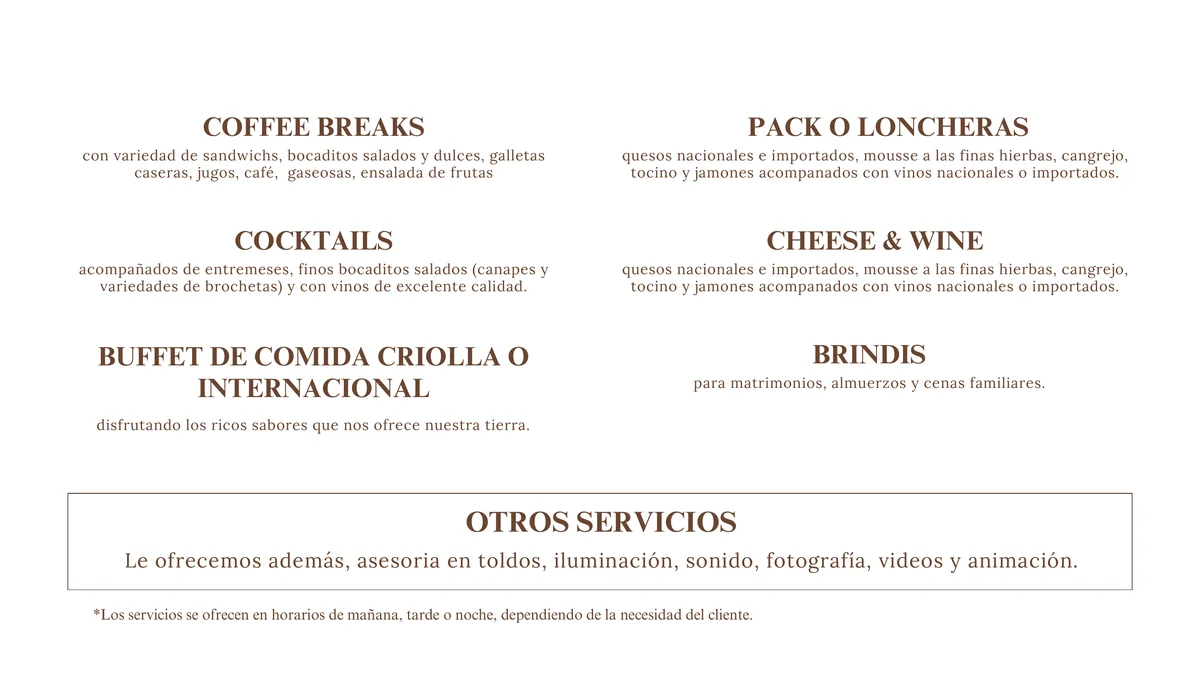 COFFEE BREAKS
con variedad de sandwichs, bocaditos salados y dulces, galletas
caseras, jugos, café, gaseosas, ensalada de frutas
COCKTAILS
acompañados de entremeses, finos bocaditos salados (canapes y
variedades de brochetas) y con vinos de excelente calidad.
BUFFET DE COMIDA CRIOLLA O
INTERNACIONAL
disfrutando los ricos sabores que nos ofrece nuestra tierra.
PACK O LONCHERAS
quesos nacionales e importados, mousse a las finas hierbas, cangrejo,
tocino y jamones acompanados con vinos nacionales o importados.
CHEESE & WINE
quesos nacionales e importados, mousse a las finas hierbas, cangrejo,
tocino y jamones acompanados con vinos nacionales o importados.
BRINDIS
para matrimonios, almuerzos y cenas familiares.
OTROS SERVICIOS
Le ofrecemos además, asesoria en toldos, iluminación, sonido, fotografía, videos y animación.
*Los servicios se ofrecen en horarios de mañana, tarde o noche, dependiendo de la necesidad del cliente.